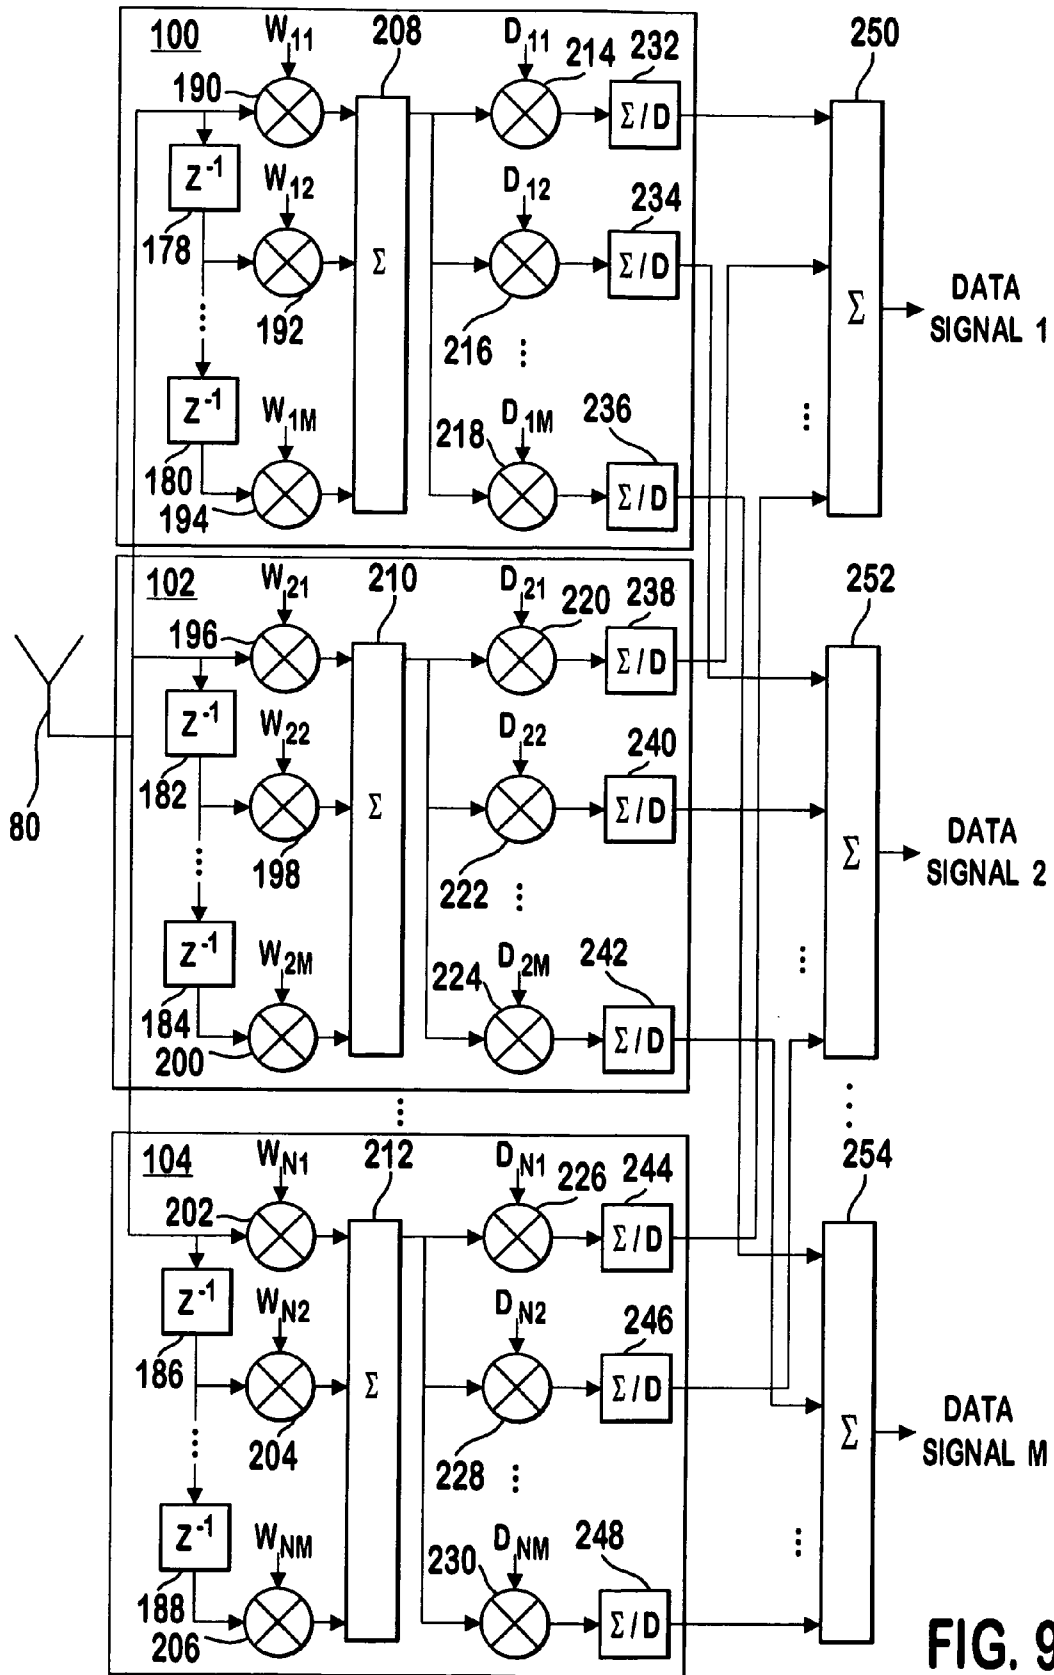 100 W11 208 D11 232 250
190 214
Σ/D
Z-1 W12 D12 234
178 Σ Σ/D
192 216 Σ DATA
SIGNAL 1
...
...
...
Z-1 W1M D1M 236
180 218 Σ/D
194
102 W21 210 D21 238 252
196 220
Σ/D
Z-1 W22 D22 240
80 182 Σ Σ/D
198 222 Σ DATA
SIGNAL 2
...
...
...
Z-1 W2M D2M 242
184 224 Σ/D
200
...
...
104 WN1 212 DN1 244 254
202 226
Σ/D
Z-1 WN2 DN2 246
186 Σ Σ/D
204 228 Σ DATA
SIGNAL M
...
...
...
Z-1 WNM DNM 248
188 230 Σ/D
206
FIG. 9